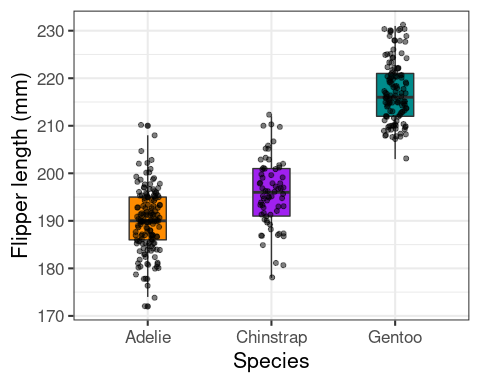 Flipper length (mm)
230
220
210
200
190
180
170
Adelie Chinstrap Gentoo
Species